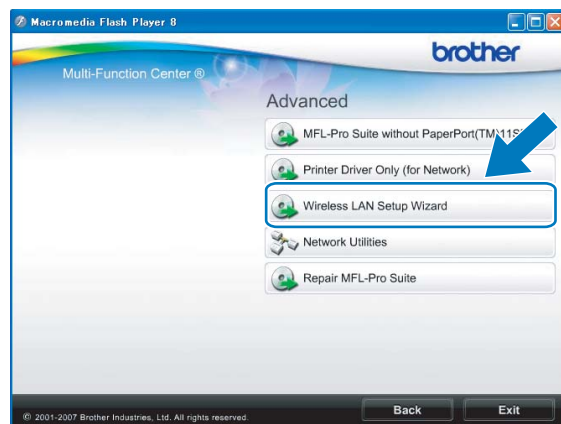 Macromedia Flash Player 8
brother
Multi-Function Center ®
Advanced
MFL-Pro Suite without PaperPort(TM)11S
Printer Driver Only (for Network)
Wireless LAN Setup Wizard
Network Utilities
Repair MFL-Pro Suite
Back
Exit
© 2001-2007 Brother Industries, Ltd. All rights reserved.